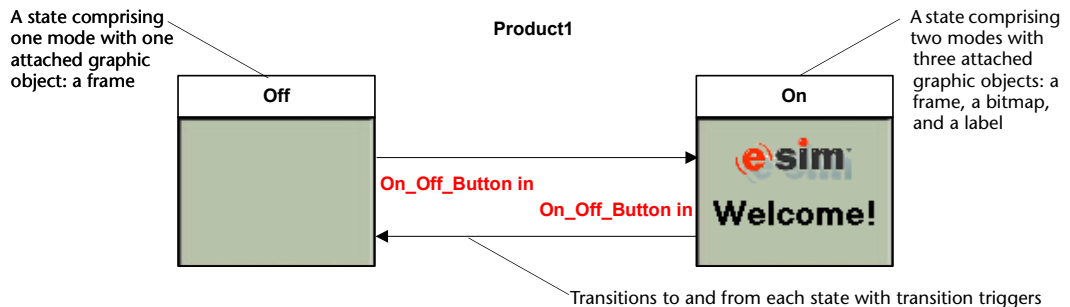 A state comprising
one mode with one
attached graphic
object: a frame
Product1
A state comprising
two modes with
three attached
graphic objects: a
frame, a bitmap,
and a label
Off
On
e sim
Welcome!
On_Off_Button in
On_Off_Button in
Transitions to and from each state with transition triggers